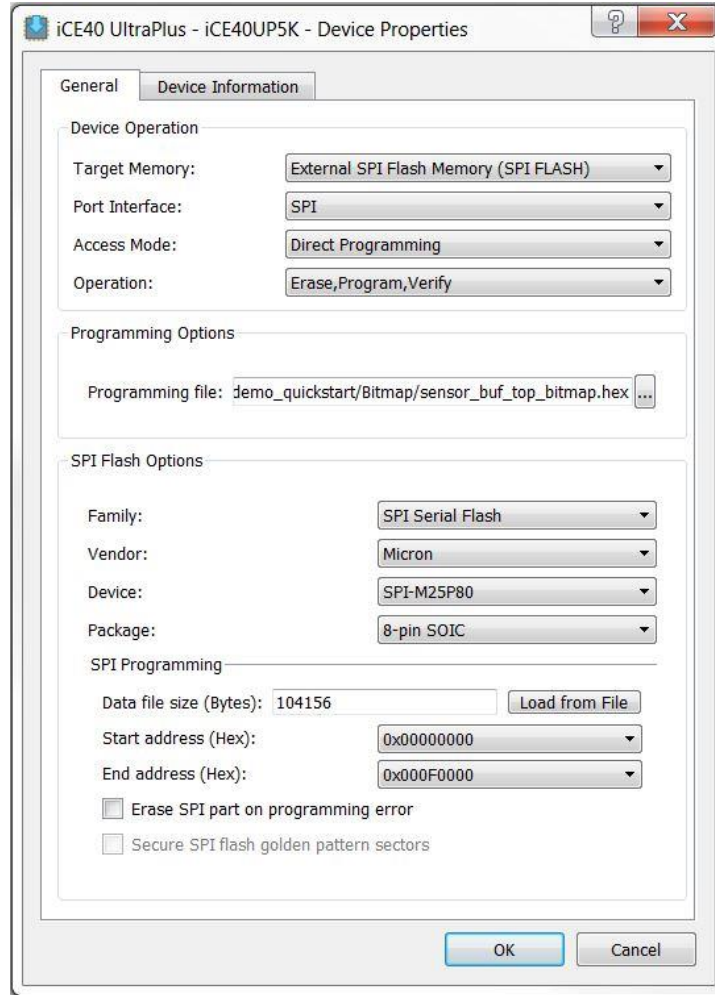 iCE40 UltraPlus - iCE40UP5K - Device Properties
General Device Information
Device Operation
Target Memory: External SPI Flash Memory (SPI FLASH)
Port Interface: SPI
Access Mode: Direct Programming
Operation: Erase,Program,Verify
Programming Options
Programming file: demo_quickstart/Bitmap/sensor_buf_top_bitmap.hex ...
SPI Flash Options
Family: SPI Serial Flash
Vendor: Micron
Device: SPI-M25P80
Package: 8-pin SOIC
SPI Programming
Data file size (Bytes): 104156 Load from File
Start address (Hex): 0x00000000
End address (Hex): 0x000F0000
Erase SPI part on programming error
Secure SPI flash golden pattern sectors
OK Cancel